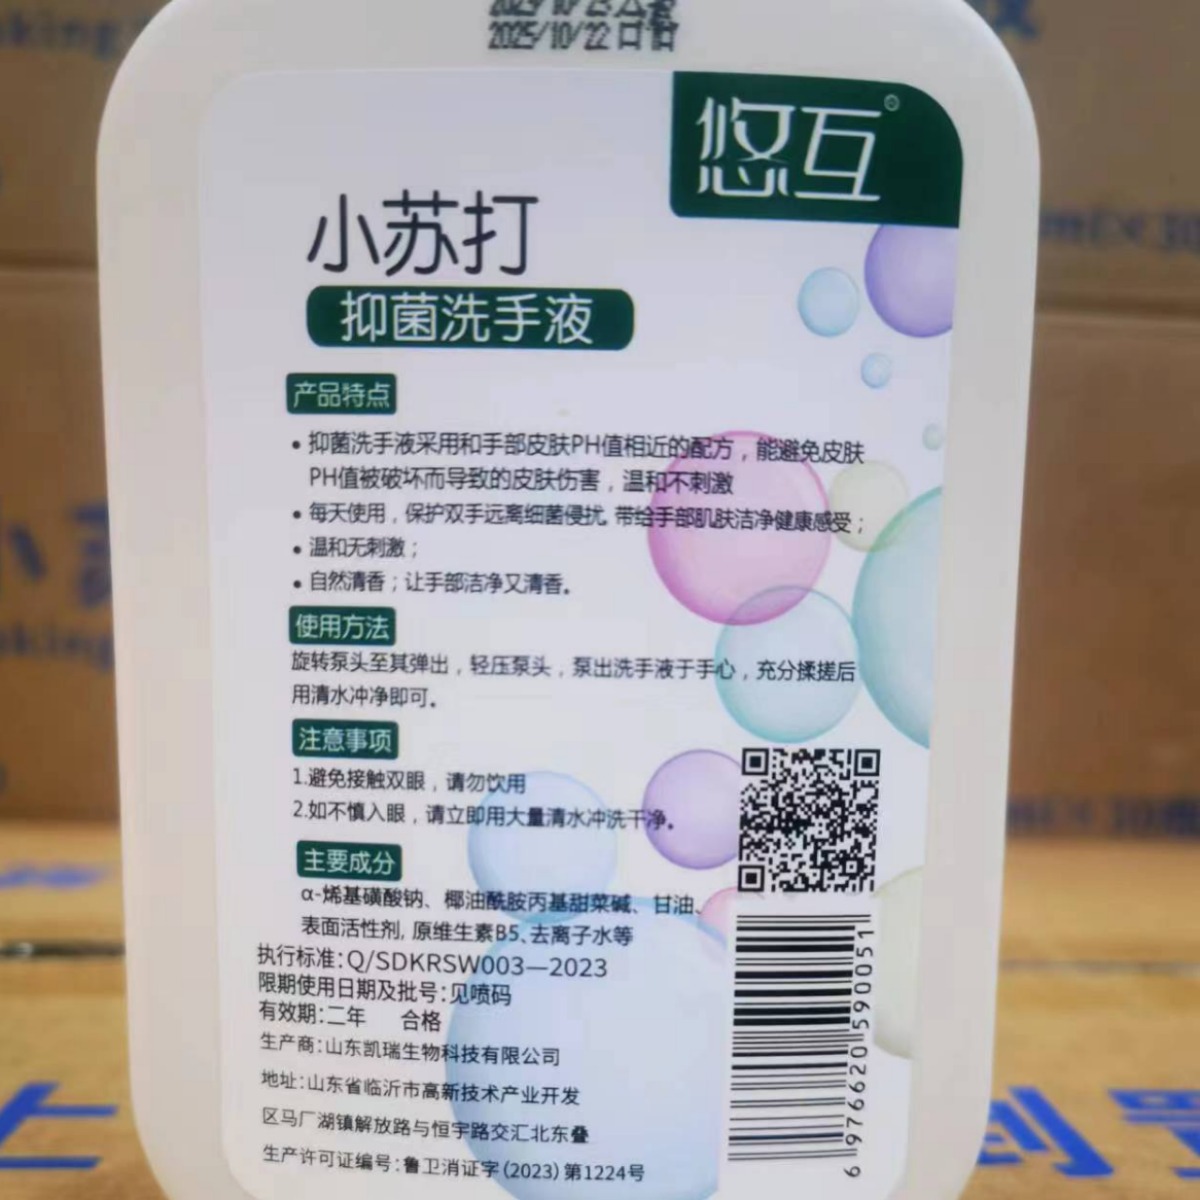 2025/10/22
悠互®
小苏打
抑菌洗手液
产品特点
• 抑菌洗手液采用和手部皮肤PH值相近的配方，能避免皮肤
PH值被破坏而导致的皮肤伤害，温和不刺激
• 每天使用，保护双手远离细菌侵扰, 带给手部肌肤洁净健康感受；
• 温和无刺激；
• 自然清香；让手部洁净又清香。
使用方法
旋转泵头至其弹出，轻压泵头，泵出洗手液于手心，充分揉搓后
用清水冲净即可。
注意事项
1.避免接触双眼，请勿饮用
2.如不慎入眼，请立即用大量清水冲洗干净。
主要成分
α-烯基磺酸钠、椰油酰胺丙基甜菜碱、甘油、
表面活性剂, 原维生素B5、去离子水等
执行标准：Q/SDKRSW003—2023
限期使用日期及批号：见喷码
有效期：二年 合格
生产商：山东凯瑞生物科技有限公司
地址：山东省临沂市高新技术产业开发
区马厂湖镇解放路与恒宇路交汇北东叠
生产许可证编号：鲁卫消证字（2023）第1224号
6 976620 590051